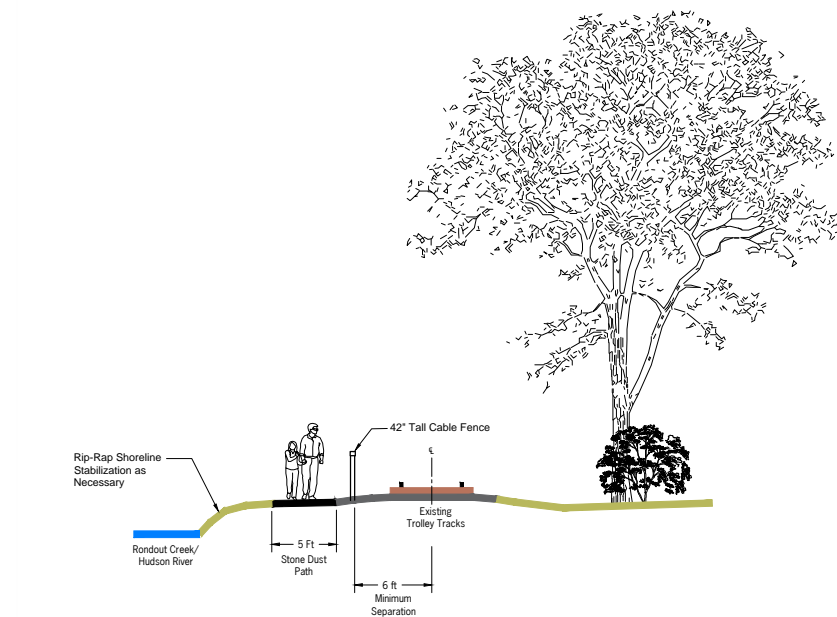 42" Tall Cable Fence
℄
Rip-Rap Shoreline
Stabilization as
Necessary
Existing
Trolley Tracks
Rondout Creek/
Hudson River
5 Ft
Stone Dust
Path
6 ft
Minimum
Separation